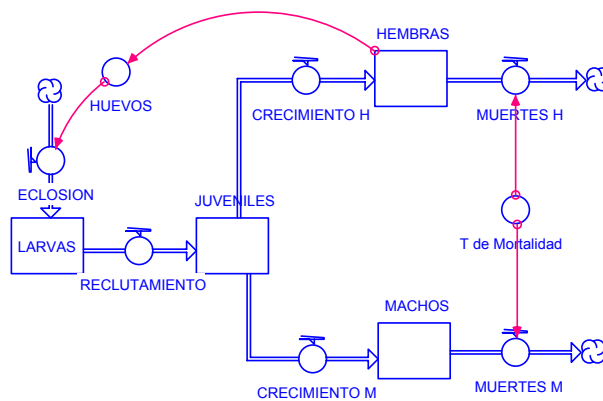 HEMBRAS
HUEVOS
CRECIMIENTO H
MUERTES H
ECLOSION
JUVENILES
LARVAS
T de Mortalidad
RECLUTAMIENTO
MACHOS
CRECIMIENTO M
MUERTES M